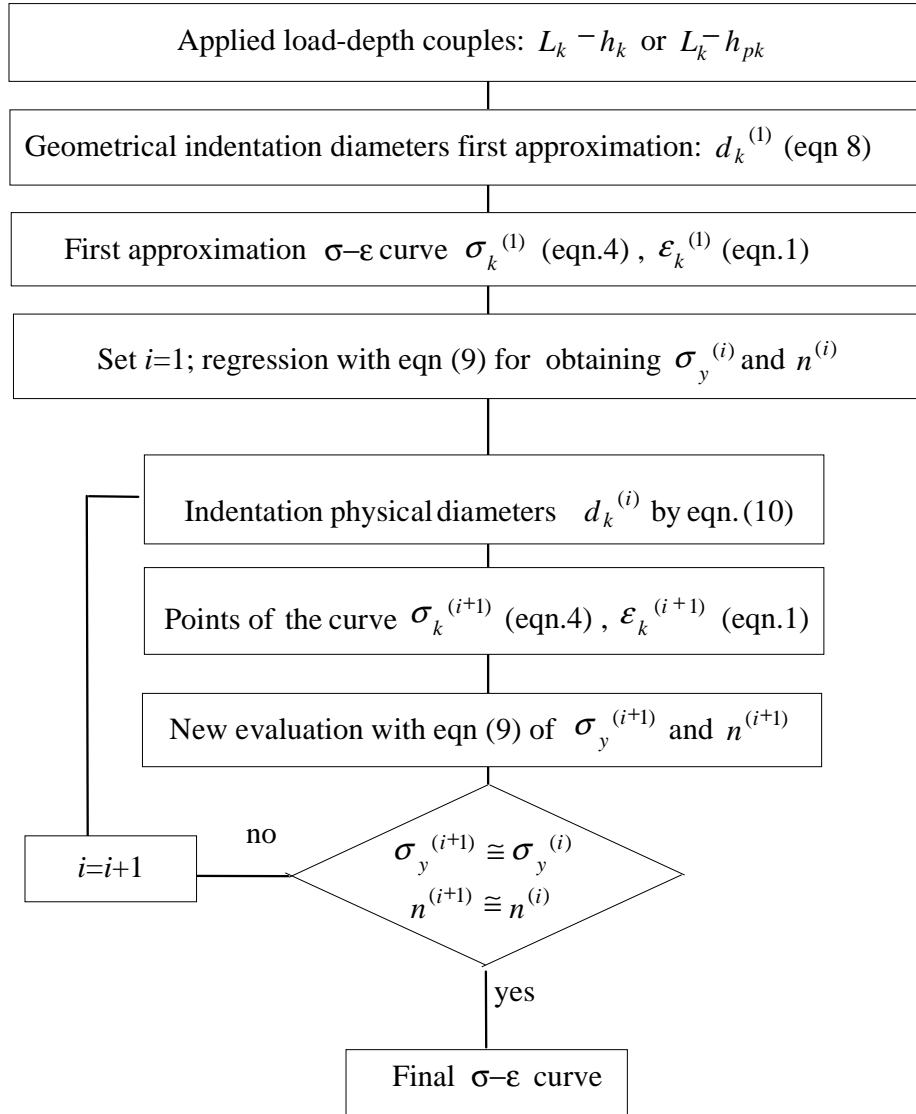 Applied load-depth couples: L_k − h_k or L_k − h_pk
Geometrical indentation diameters first approximation: d_k^(1) (eqn 8)
First approximation σ−ε curve σ_k^(1) (eqn.4) , ε_k^(1) (eqn.1)
Set i=1; regression with eqn (9) for obtaining σ_y^(i) and n^(i)
Indentation physical diameters d_k^(i) by eqn. (10)
Points of the curve σ_k^(i+1) (eqn.4) , ε_k^(i+1) (eqn.1)
New evaluation with eqn (9) of σ_y^(i+1) and n^(i+1)
no
σ_y^(i+1) ≅ σ_y^(i)
i=i+1
n^(i+1) ≅ n^(i)
yes
Final σ−ε curve